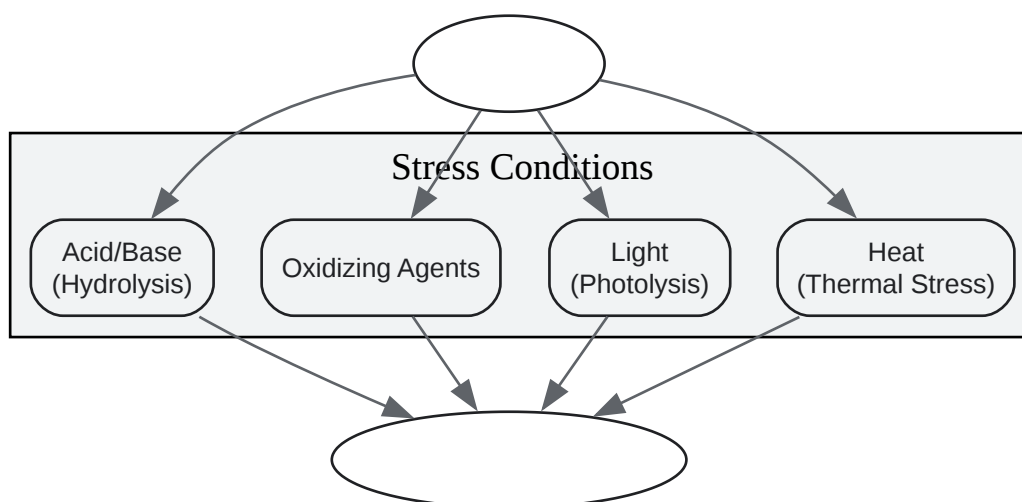 Stress Conditions
Acid/Base
(Hydrolysis)
Oxidizing Agents
Light
(Photolysis)
Heat
(Thermal Stress)